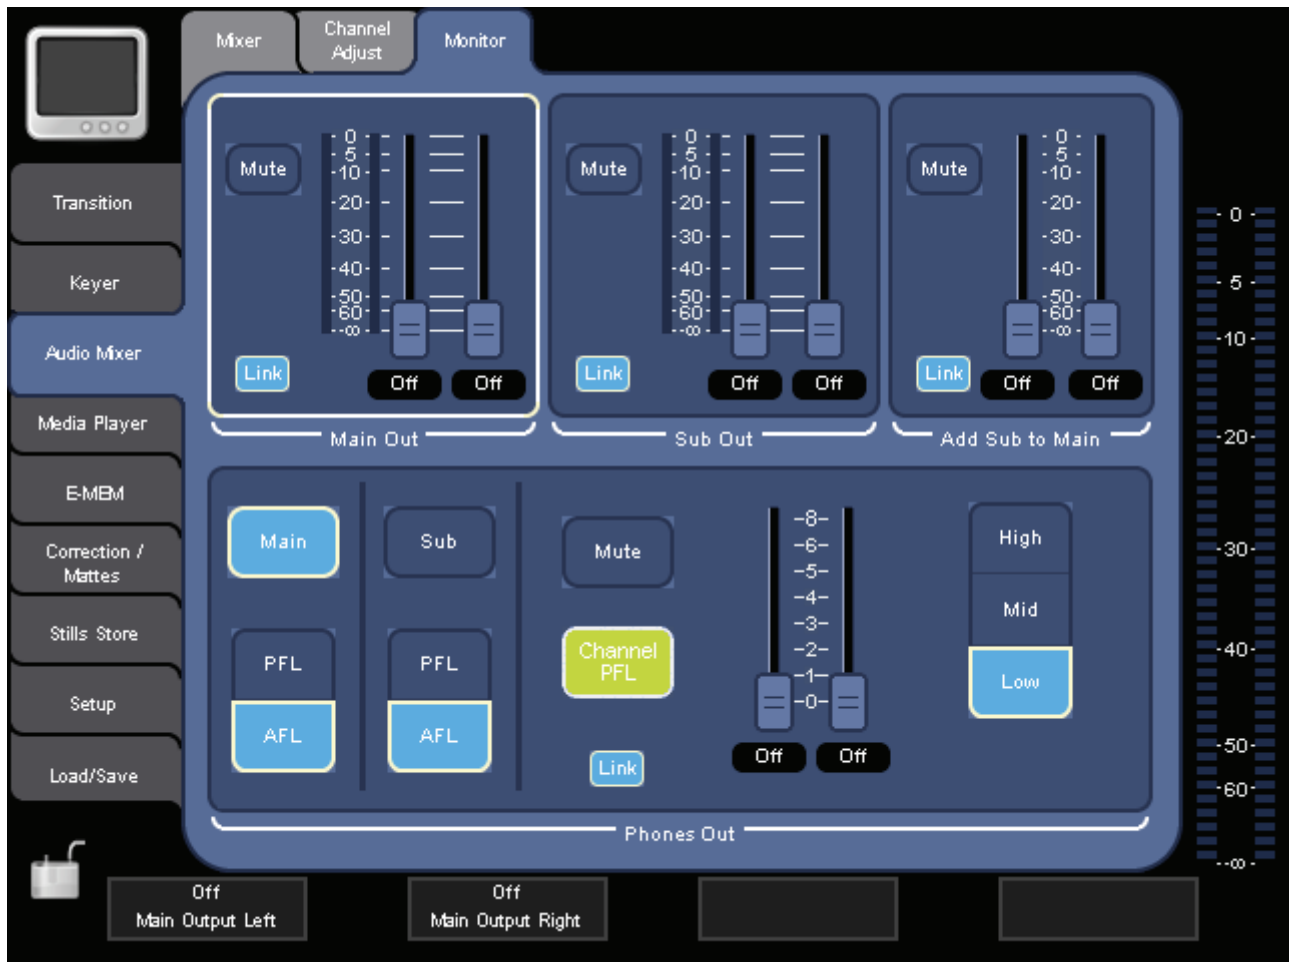 Mixer
Channel
Adjust
Monitor
Transition
Keyer
Audio Mixer
Media Player
E-MEM
Correction /
Mattes
Stills Store
Setup
Load/Save
Mute
-0-
-5-
-10-
-20-
-30-
-40-
-50-
-60-
-∞-
Link
Off
Off
Main Out
Mute
-0-
-5-
-10-
-20-
-30-
-40-
-50-
-60-
-∞-
Link
Off
Off
Sub Out
Mute
-0-
-5-
-10-
-20-
-30-
-40-
-50-
-60-
-∞-
Link
Off
Off
Add Sub to Main
Main
PFL
AFL
Sub
PFL
AFL
Mute
Channel
PFL
Link
-8-
-6-
-5-
-4-
-3-
-2-
-1-
-0-
Off
Off
High
Mid
Low
Phones Out
- 0 -
- 5 -
-10-
-20-
-30-
-40-
-50-
-60-
--∞-
Off
Main Output Left
Off
Main Output Right